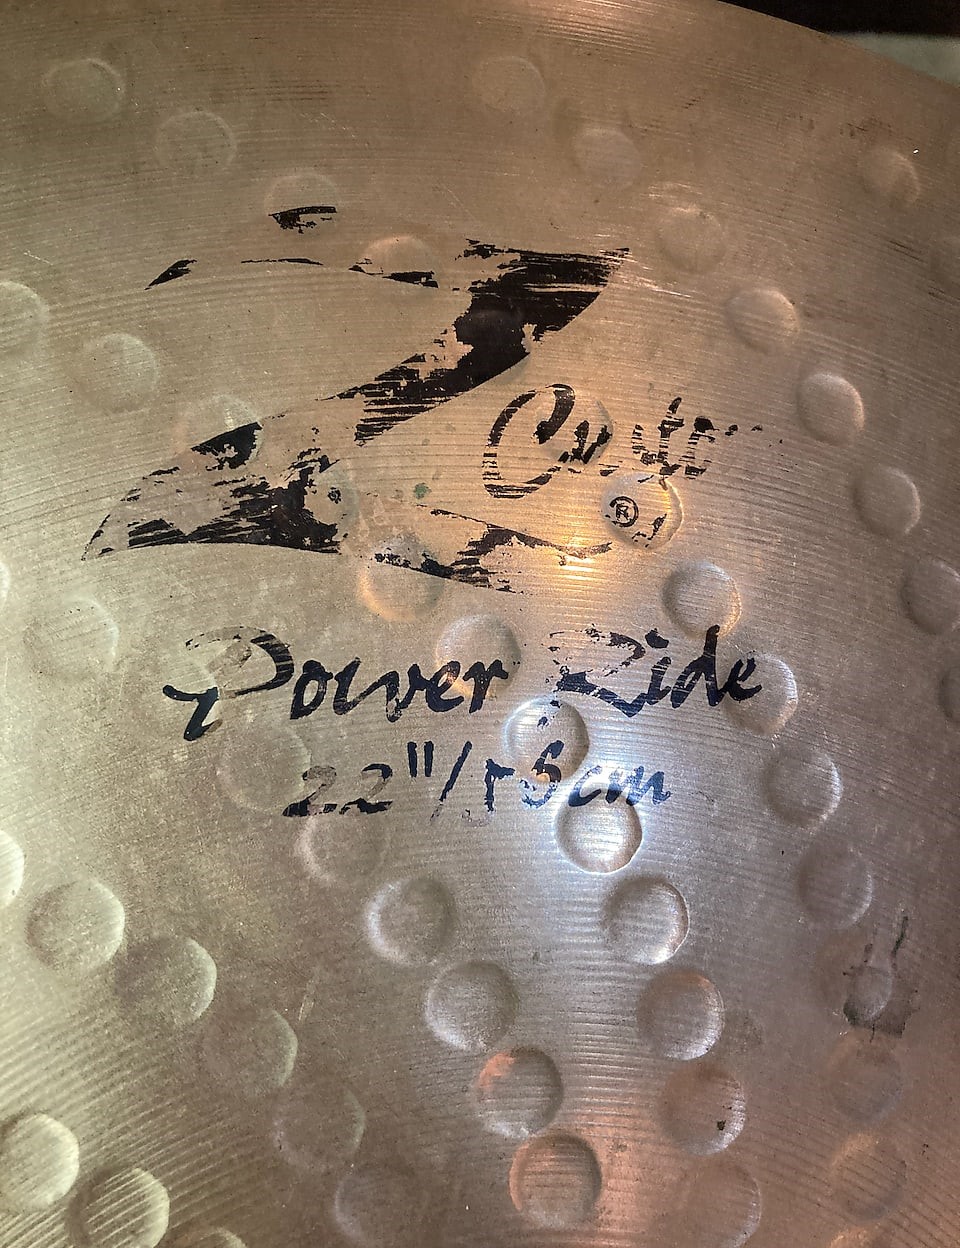 Z
Custom
®
Power Ride
22"/56cm